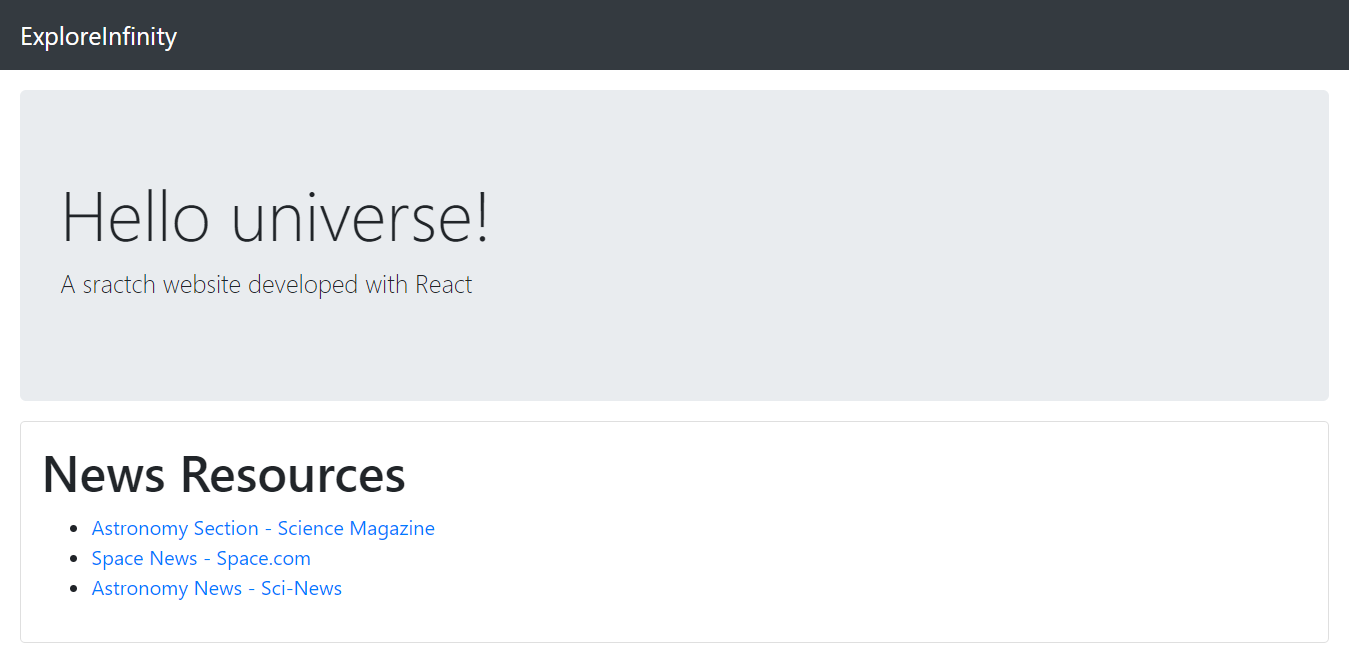 ExploreInfinity
Hello universe!
A sractch website developed with React
News Resources
Astronomy Section - Science Magazine
Space News - Space.com
Astronomy News - Sci-News